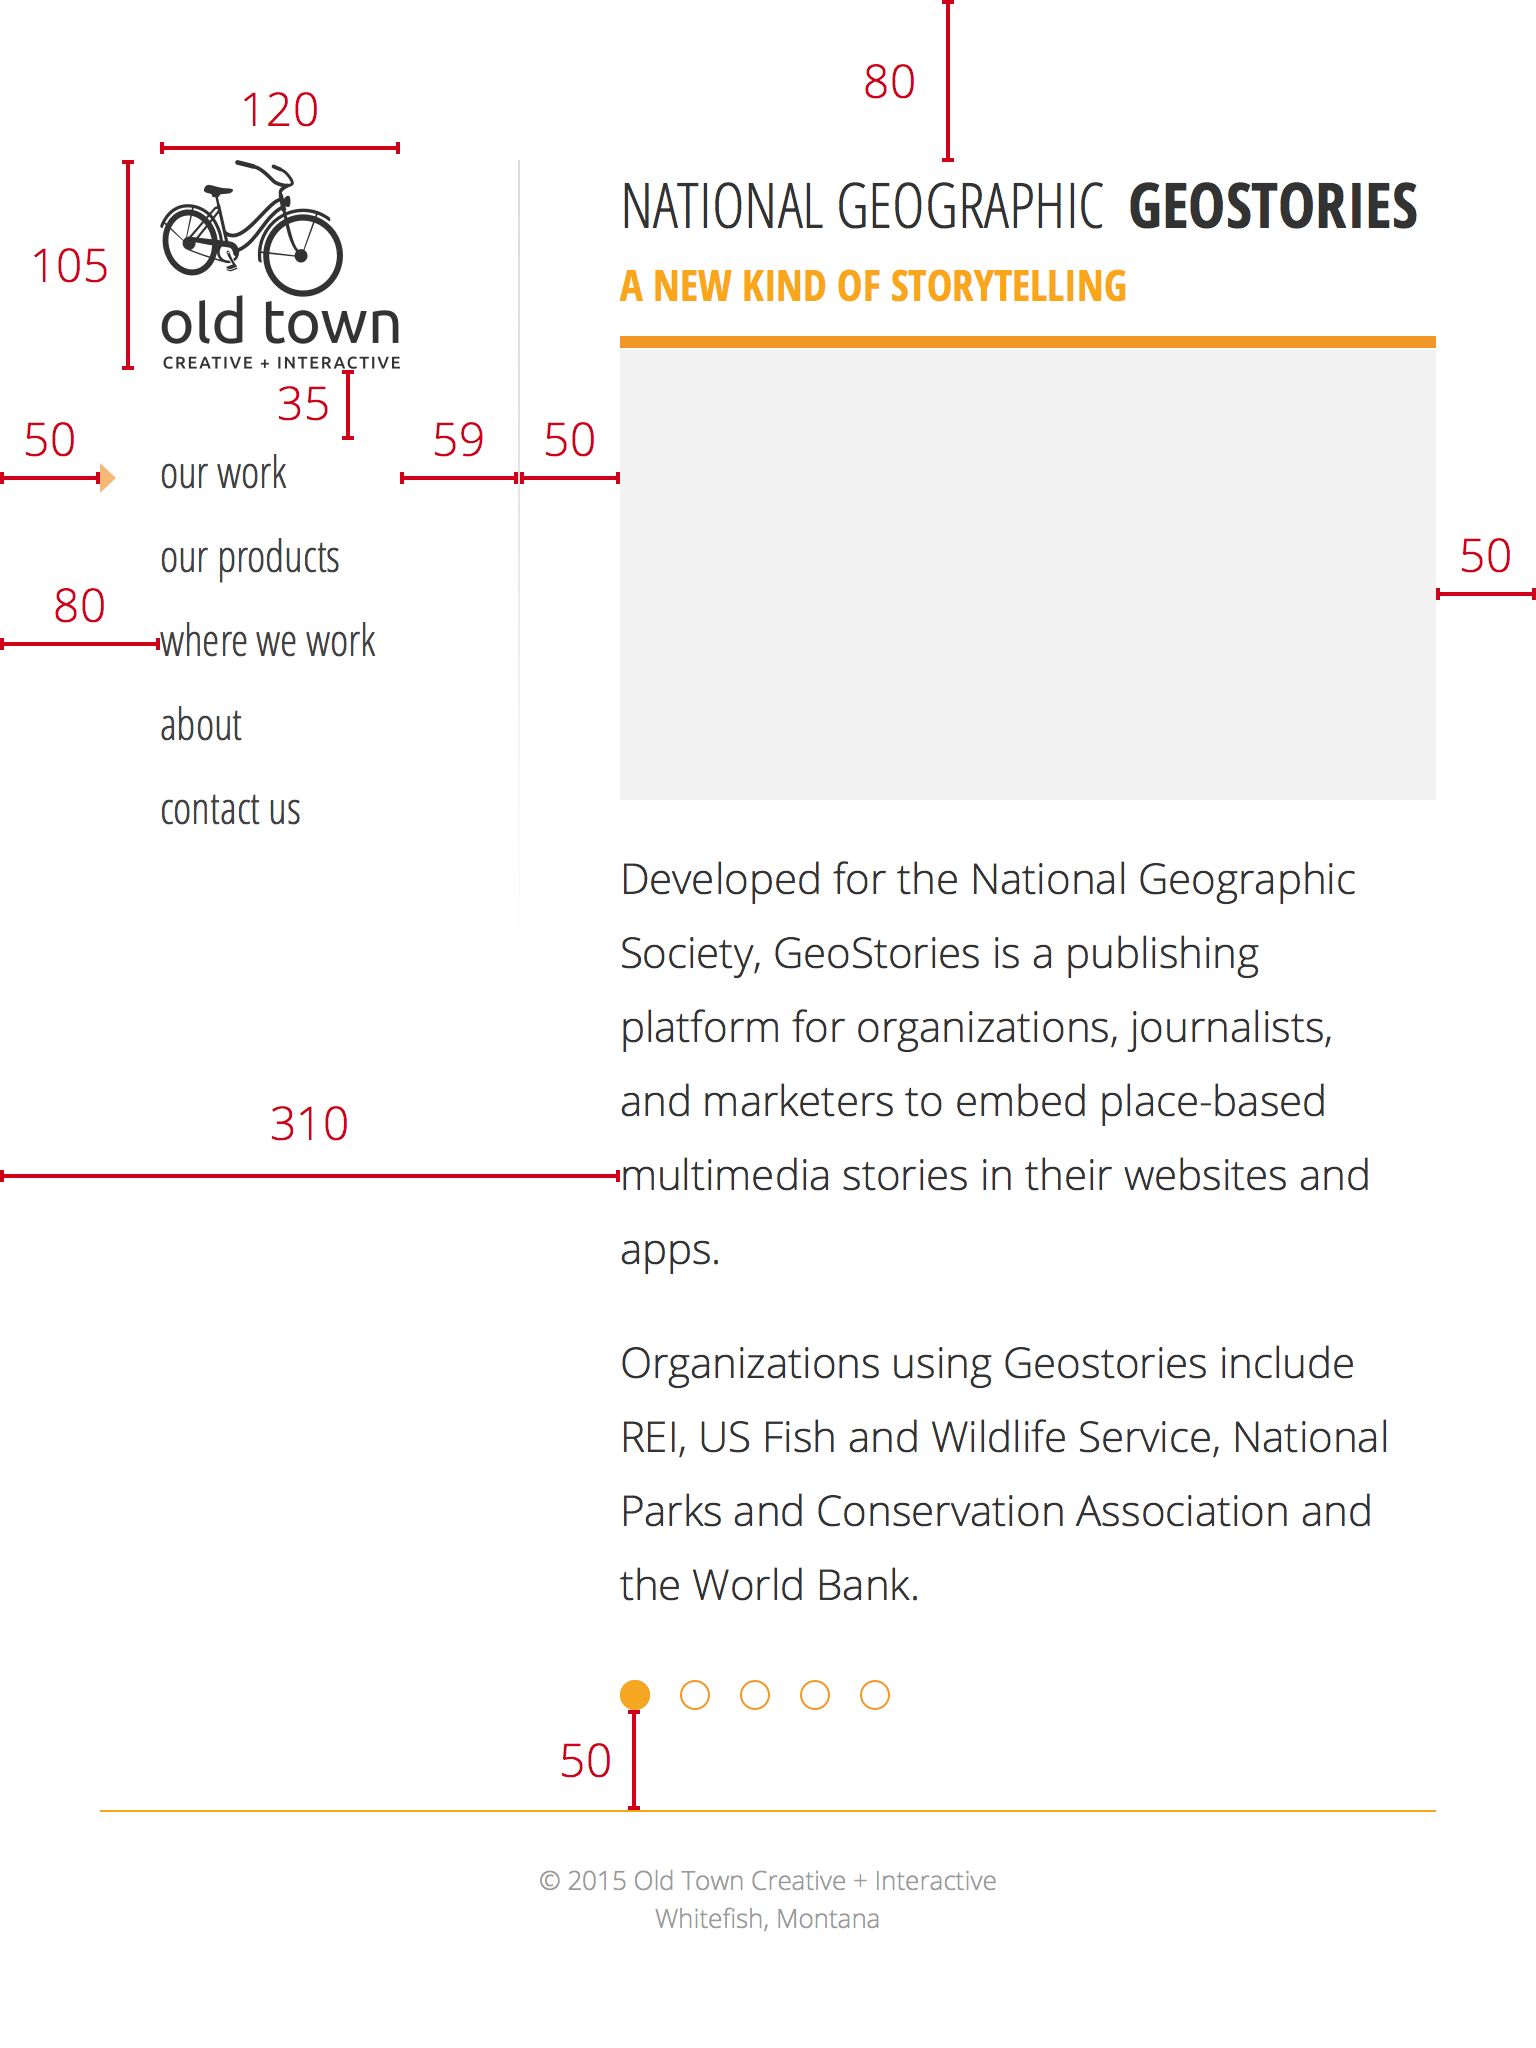 80
120
105
old town
CREATIVE + INTERACTIVE
35
50
59
50
our work
our products
80
where we work
about
contact us
310
NATIONAL GEOGRAPHIC GEOSTORIES
A NEW KIND OF STORYTELLING
50
Developed for the National Geographic
Society, GeoStories is a publishing
platform for organizations, journalists,
and marketers to embed place-based
multimedia stories in their websites and
apps.
Organizations using Geostories include
REI, US Fish and Wildlife Service, National
Parks and Conservation Association and
the World Bank.
50
© 2015 Old Town Creative + Interactive
Whitefish, Montana